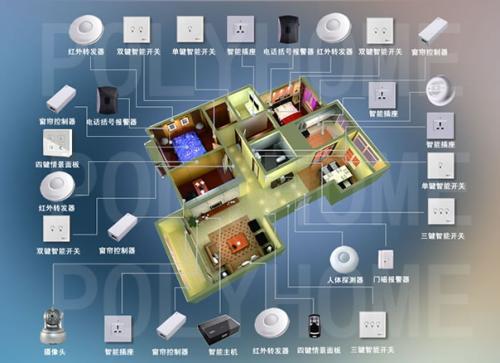 POLYHOME
红外转发器
双键智能开关
单键智能开关
智能插座
电话括号报警器
红外转发器
双键智能开关
窗帘控制器
窗帘控制器
电话括号报警器
智能插座
四键情景面板
智能插座
红外转发器
单键智能开关
双键智能开关
窗帘控制器
三键智能开关
人体探测器
门磁报警器
摄像头
智能插座
窗帘控制器
智能主机
红外转发器
四键情景面板
三键智能开关
POLYHOME